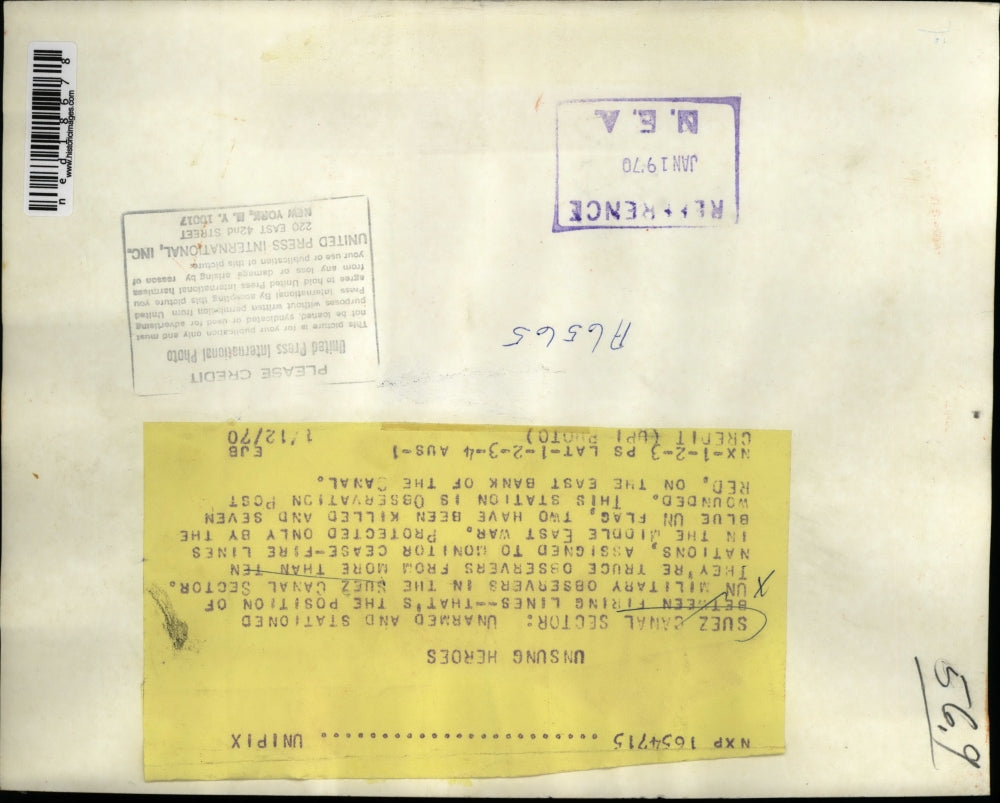 NXP 1654715 ......................... UNIPIX
UNSUNG HEROES
SUEZ CANAL SECTOR: UNARMED AND STATIONED
BETWEEN FIRING LINES--THAT'S THE POSITION OF
X UN MILITARY OBSERVERS IN THE SUEZ CANAL SECTOR.
THEY'RE TRUCE OBSERVERS FROM MORE THAN TEN
NATIONS, ASSIGNED TO MONITOR CEASE-FIRE LINES
IN THE MIDDLE EAST WAR. PROTECTED ONLY BY THE
BLUE UN FLAG, TWO HAVE BEEN KILLED AND SEVEN
WOUNDED. THIS STATION IS OBSERVATION POST
RED, ON THE EAST BANK OF THE CANAL.
NX-1-2-3 PS LAT-1-2-3-4 AUS-1 EJB
CREDIT (UPI PHOTO) 1/12/70
A6565
PLEASE CREDIT
United Press International Photo
This picture is for your publication only and must
not be loaned, syndicated or used for advertising
purposes without written permission from United
Press International By accepting this picture you
agree to hold United Press International harmless
from any loss or damage arising by reason of
your use or publication of this picture.
UNITED PRESS INTERNATIONAL, INC.
220 EAST 42nd STREET
NEW YORK, N. Y. 10017
REFERENCE
JAN 19 '70
N. E. A.
56,9
ned18678
www.historicimages.com